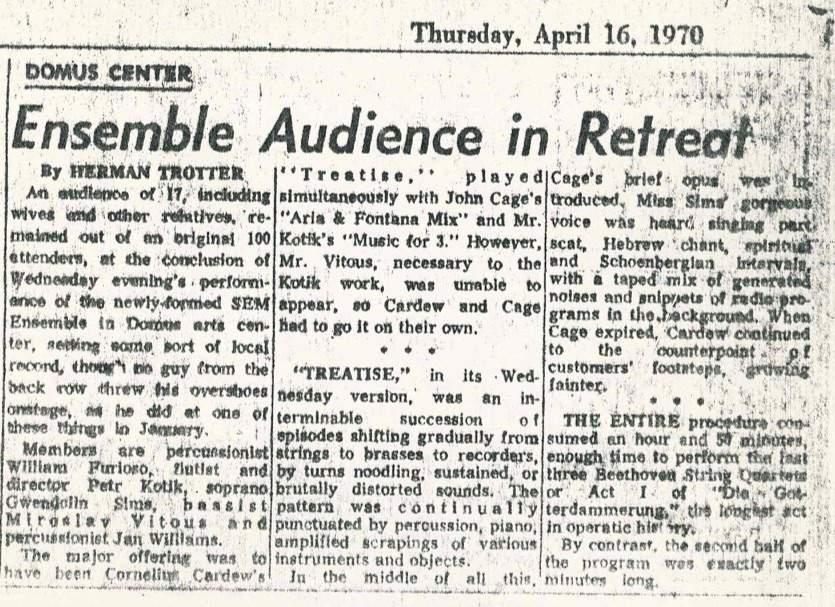 Thursday, April 16, 1970
DOMUS CENTER
Ensemble Audience in Retreat
By HERMAN TROTTER
An audience of 17, including
wives and other relatives, re-
mained out of an original 100
attenders, at the conclusion of
Wednesday evening's perform-
ance of the newly-formed SEM
Ensemble in Domus arts cen-
ter, setting some sort of local
record, though no guy from the
back row threw his overshoes
onstage, as he did at one of
these things in January.
Members are percussionist
William Furioso, flutist and
director Petr Kotik, soprano
Gwendolin Sims, bassist
Miroslav Vitous and
percussionist Jan Williams.
The major offering was to
have been Cornelius Cardew's
"Treatise," played
simultaneously with John Cage's
"Aria & Fontana Mix" and Mr.
Kotik's "Music for 3." However,
Mr. Vitous, necessary to the
Kotik work, was unable to
appear, so Cardew and Cage
had to go it on their own.
* * *
"TREATISE," in its Wed-
nesday version, was an in-
terminable succession of
episodes shifting gradually from
strings to brasses to recorders,
by turns noodling, sustained, or
brutally distorted sounds. The
pattern was continually
punctuated by percussion, piano,
amplified scrapings of various
instruments and objects.
In the middle of all this,
Cage's brief opus was in-
troduced, Miss Sims' gorgeous
voice was heard singing part
scat, Hebrew chant, spiritual
and Schoenbergian intervals,
with a taped mix of generated
noises and snippets of radio pro-
grams in the background. When
Cage expired, Cardew continued
to the counterpoint of
customers' footsteps, growing
fainter.
* * *
THE ENTIRE procedure con-
sumed an hour and 50 minutes,
enough time to perform the last
three Beethoven String Quartets
or Act I of "Die Got-
terdammerung," the longest act
in operatic history.
By contrast, the second half of
the program was exactly two
minutes long.